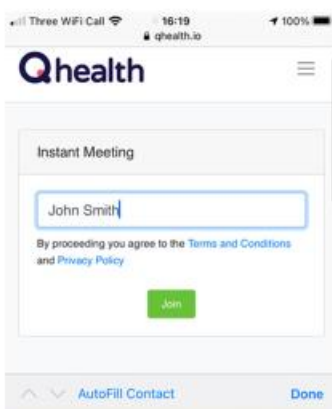 Three WiFi Call 16:19 100%
qhealth.io
Qhealth
Instant Meeting
John Smith
By proceeding you agree to the Terms and Conditions
and Privacy Policy
Join
AutoFill Contact Done